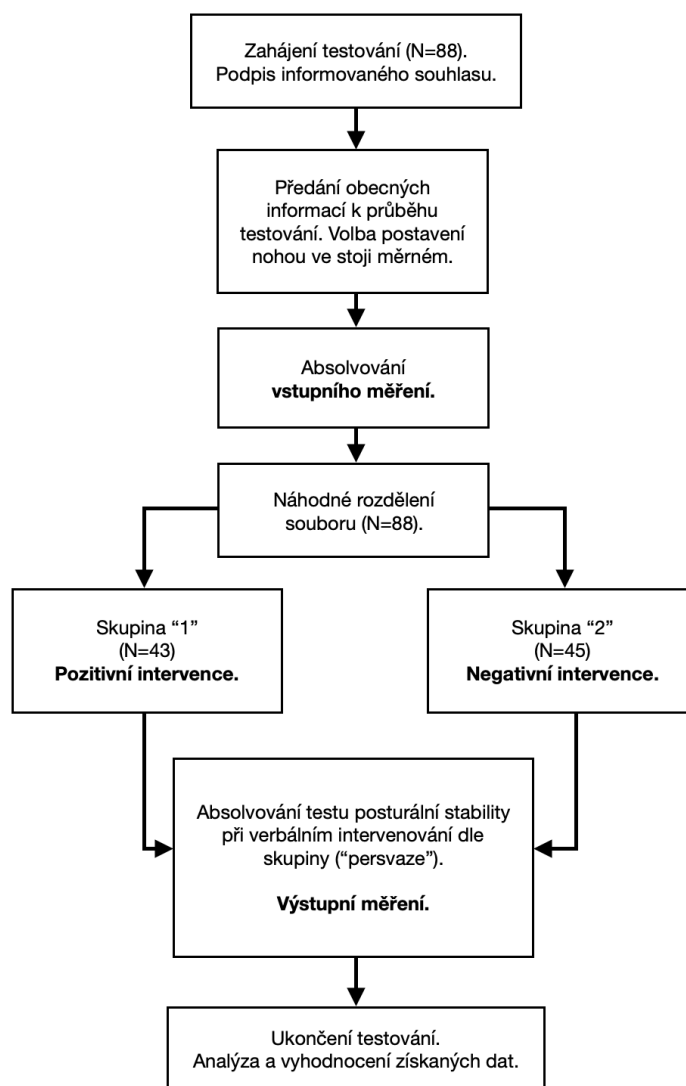 Zahájení testování (N=88).
Podpis informovaného souhlasu.
Předání obecných
informací k průběhu
testování. Volba postavení
nohou ve stoji měrném.
Absolvování
vstupního měření.
Náhodné rozdělení
souboru (N=88).
Skupina “1”
(N=43)
Pozitivní intervence.
Skupina “2”
(N=45)
Negativní intervence.
Absolvování testu posturální stability
při verbálním intervenování dle
skupiny (“persvaze”).
Výstupní měření.
Ukončení testování.
Analýza a vyhodnocení získaných dat.